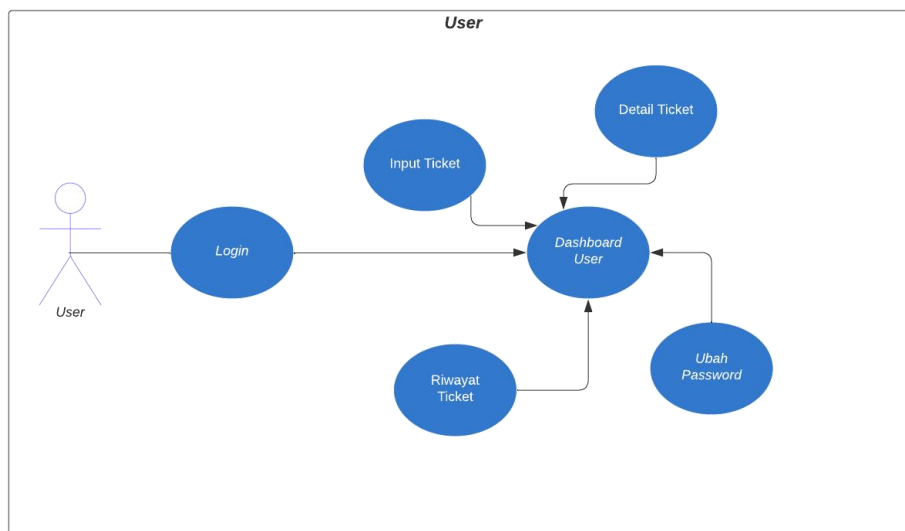 User
Detail Ticket
Input Ticket
Login
Dashboard
User
User
Riwayat
Ticket
Ubah
Password